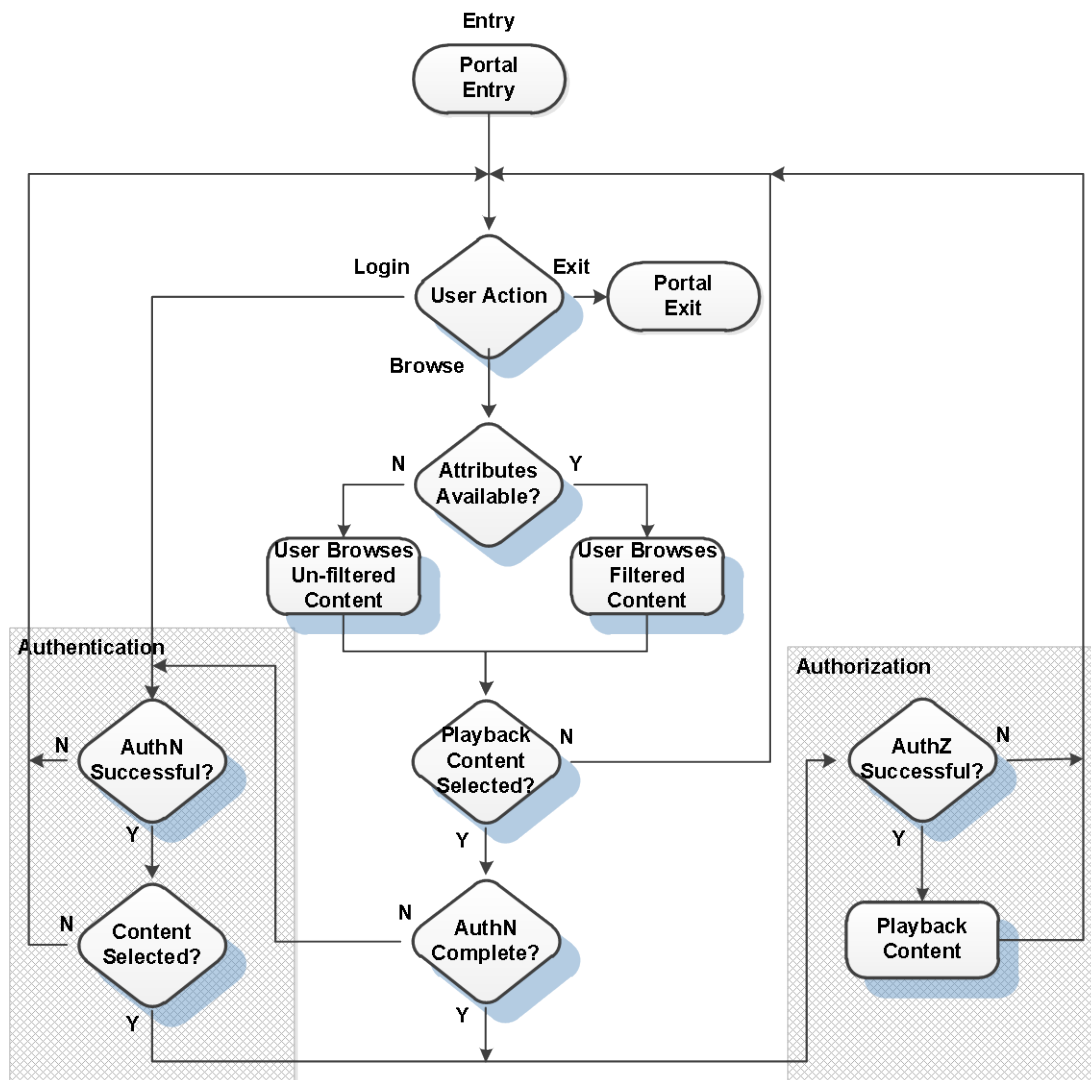 Entry
Portal
Entry
Login
Exit
User Action
Portal
Exit
Browse
N
Attributes
Available?
Y
User Browses
Un-filtered
Content
User Browses
Filtered
Content
Authentication
Authorization
N
AuthN
Successful?
Y
Playback
Content
Selected?
N
Y
AuthZ
Successful?
N
Y
N
Content
Selected?
Y
N
AuthN
Complete?
Y
Playback
Content